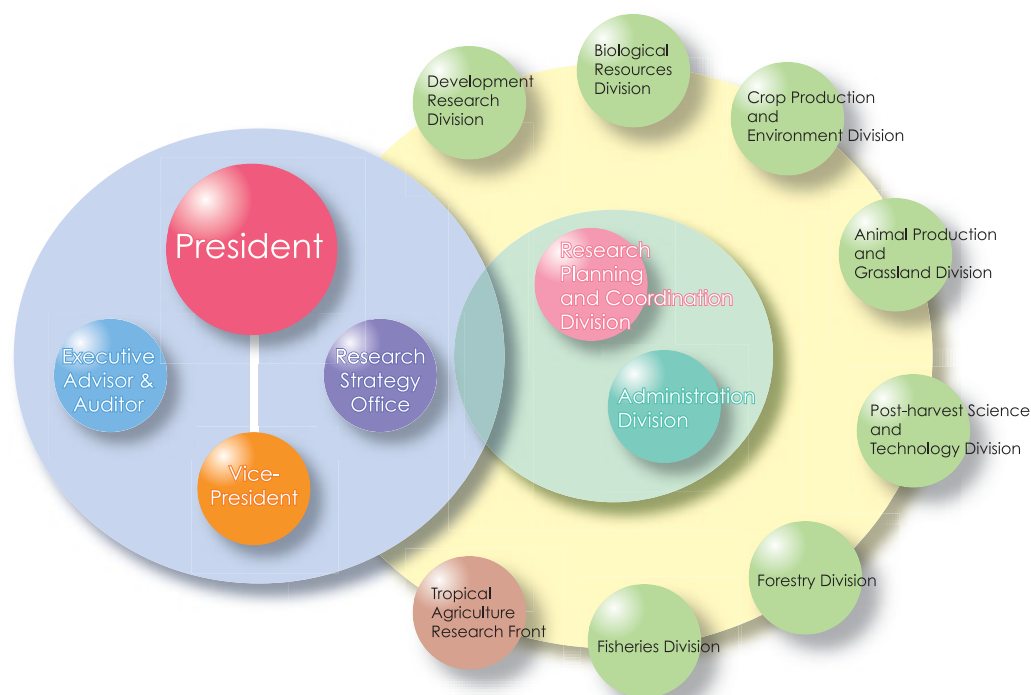 President
Executive
Advisor &
Auditor
Research
Strategy
Office
Vice-
President
Research
Planning
and Coordination
Division
Administration
Division
Development
Research
Division
Biological
Resources
Division
Crop Production
and
Environment Division
Animal Production
and
Grassland Division
Post-harvest Science
and
Technology Division
Forestry Division
Fisheries Division
Tropical
Agriculture
Research Front